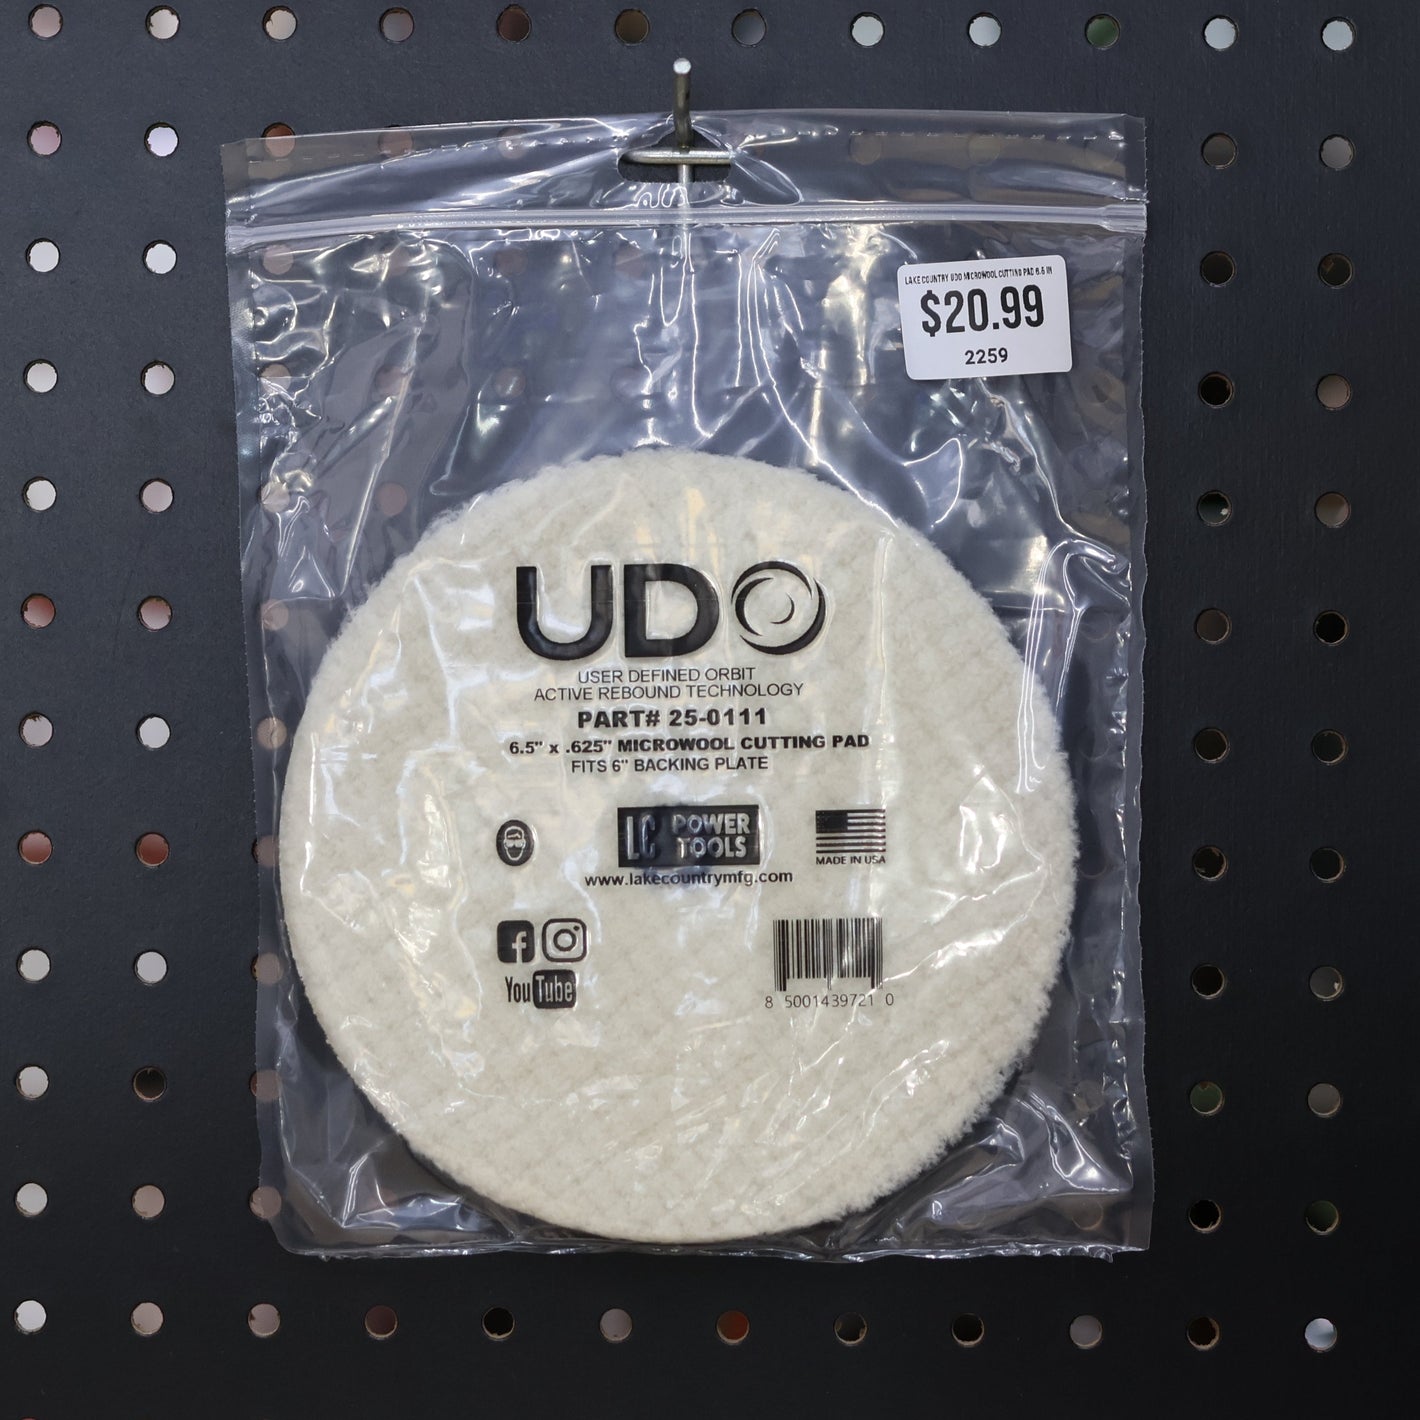 LAKE COUNTRY UDO MICROWOOL CUTTING PAD 6.5 IN
$20.99
2259
UDO
USER DEFINED ORBIT
ACTIVE REBOUND TECHNOLOGY
PART# 25-0111
6.5" x .625" MICROWOOL CUTTING PAD
FITS 6" BACKING PLATE
LC POWER TOOLS
MADE IN USA
www.lakecountrymfg.com
f
YouTube
8 5001439721 0